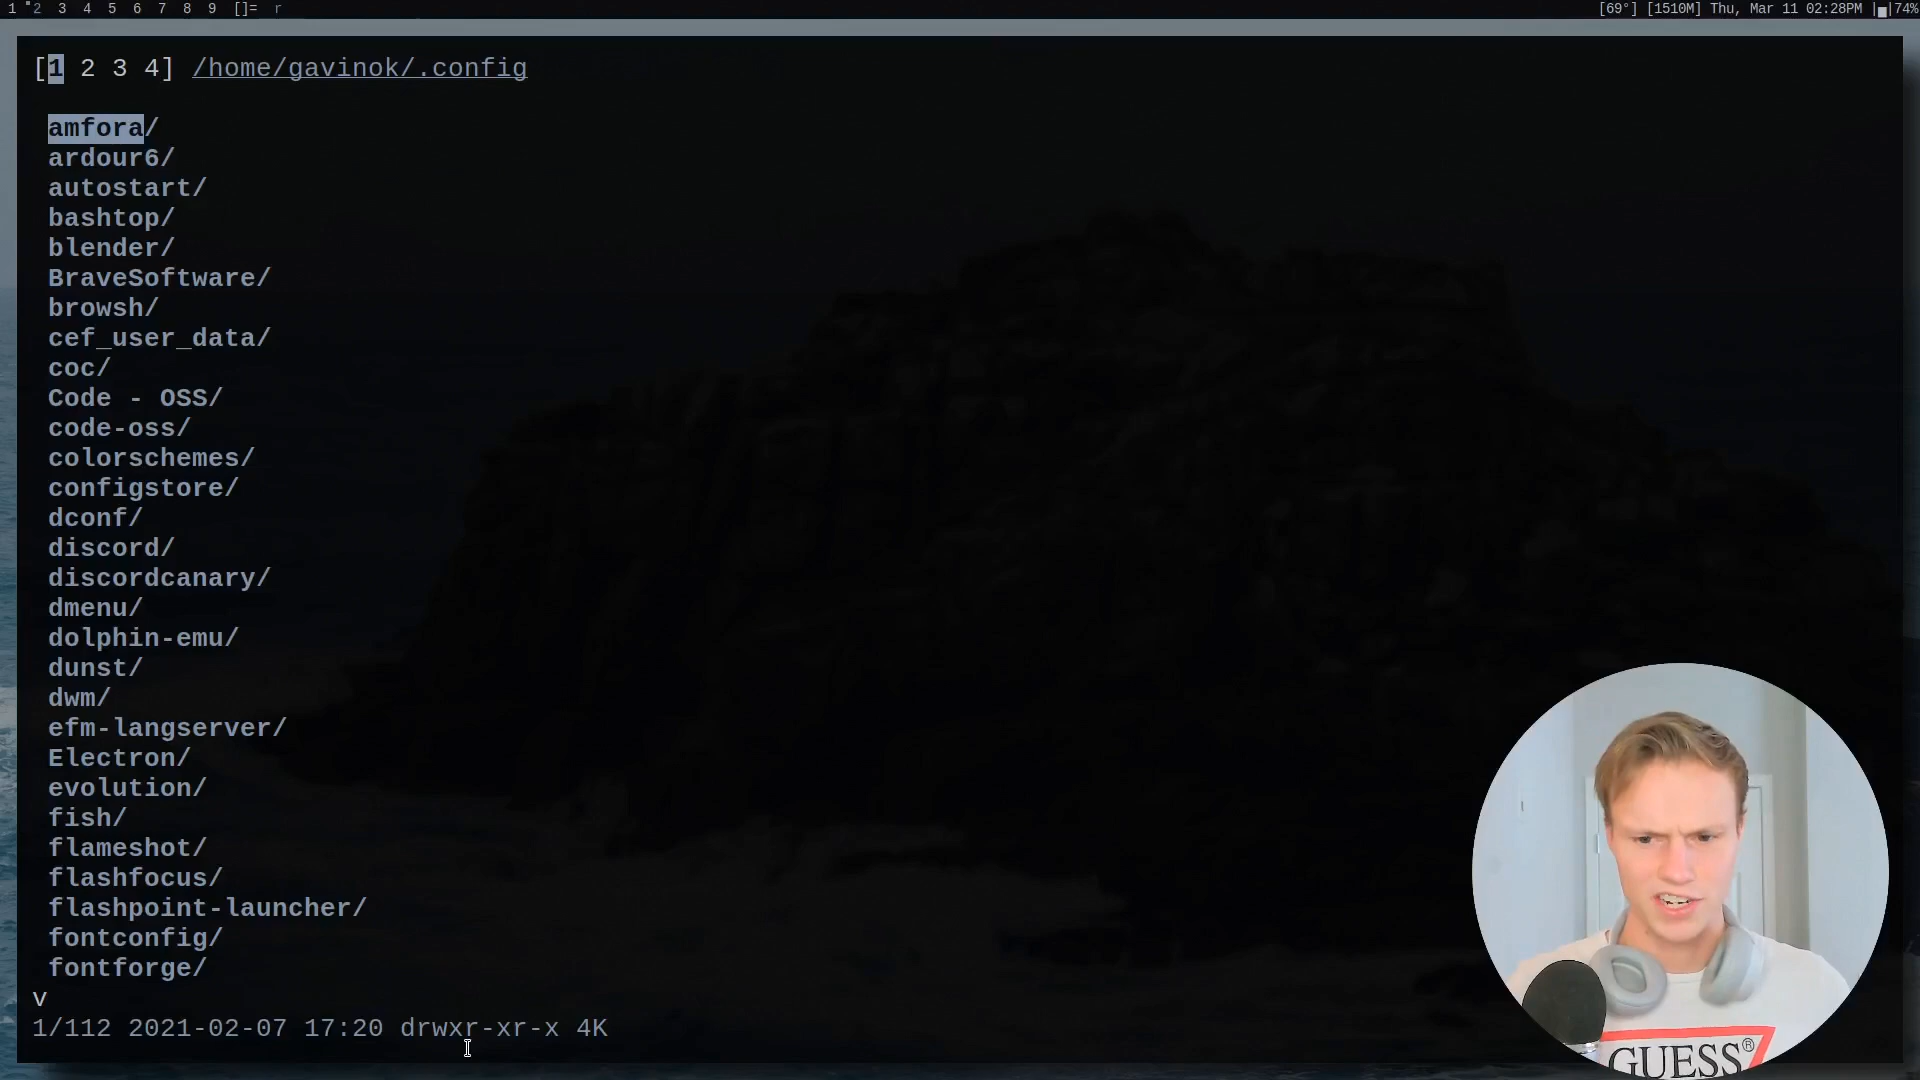 1 2 3 4 5 6 7 8 9 []= r [69°] [1510M] Thu, Mar 11 02:28PM |▄|74%
[1 2 3 4] /home/gavinok/.config
amfora/
ardour6/
autostart/
bashtop/
blender/
BraveSoftware/
browsh/
cef_user_data/
coc/
Code - OSS/
code-oss/
colorschemes/
configstore/
dconf/
discord/
discordcanary/
dmenu/
dolphin-emu/
dunst/
dwm/
efm-langserver/
Electron/
evolution/
fish/
flameshot/
flashfocus/
flashpoint-launcher/
fontconfig/
fontforge/
v
1/112 2021-02-07 17:20 drwxr-xr-x 4K
GUESS®